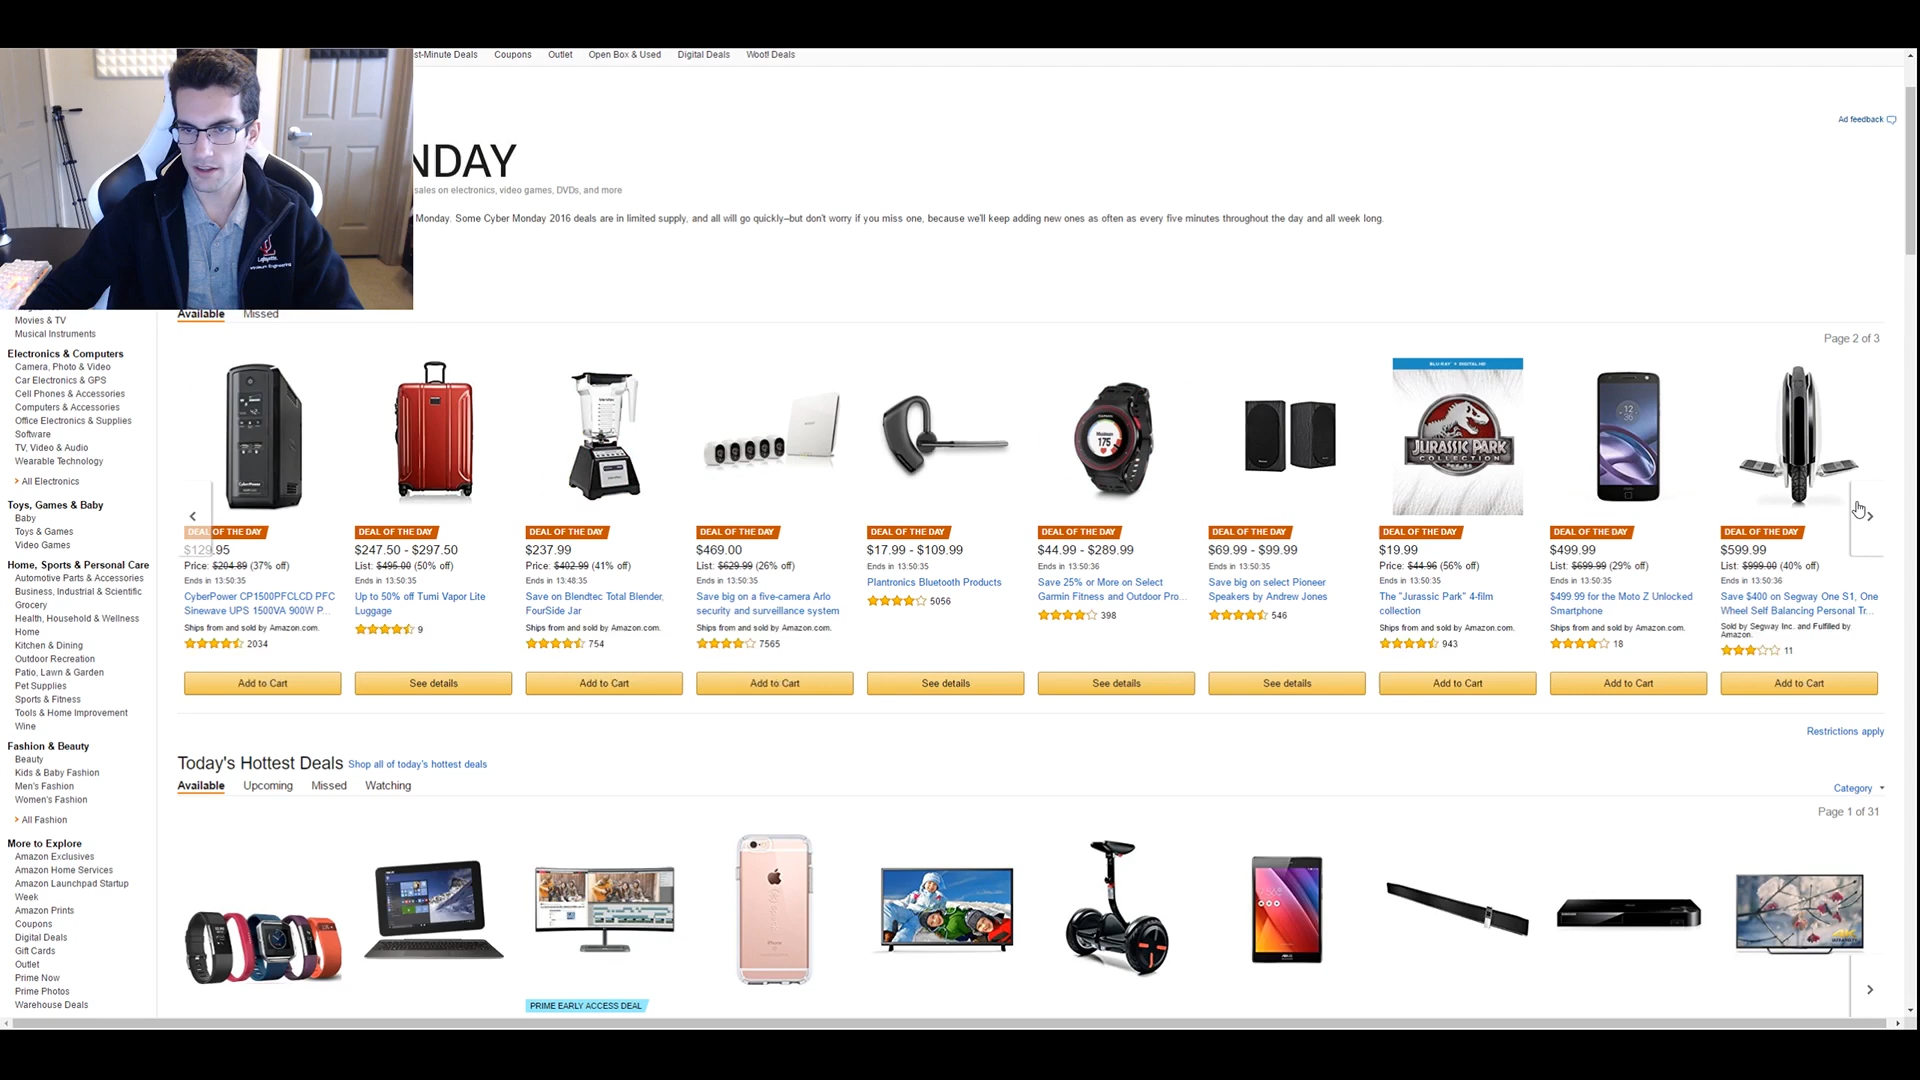 st-Minute Deals Coupons Outlet Open Box & Used Digital Deals Woot! Deals
Ad feedback
NDAY
sales on electronics, video games, DVDs, and more
Monday. Some Cyber Monday 2016 deals are in limited supply, and all will go quickly–but don't worry if you miss one, because we'll keep adding new ones as often as every five minutes throughout the day and all week long.
Lafayette
Available Missed
Movies & TV
Musical Instruments
Electronics & Computers
Camera, Photo & Video
Car Electronics & GPS
Cell Phones & Accessories
Computers & Accessories
Office Electronics & Supplies
Software
TV, Video & Audio
Wearable Technology
All Electronics
Toys, Games & Baby
Baby
Toys & Games
Video Games
Home, Sports & Personal Care
Automotive Parts & Accessories
Business, Industrial & Scientific
Grocery
Health, Household & Wellness
Home
Kitchen & Dining
Outdoor Recreation
Patio, Lawn & Garden
Pet Supplies
Sports & Fitness
Tools & Home Improvement
Wine
Fashion & Beauty
Beauty
Kids & Baby Fashion
Men's Fashion
Women's Fashion
All Fashion
More to Explore
Amazon Exclusives
Amazon Home Services
Amazon Launchpad Startup
Week
Amazon Prints
Coupons
Digital Deals
Gift Cards
Outlet
Prime Now
Prime Photos
Warehouse Deals
Page 2 of 3
DEAL OF THE DAY
$129.95
Price: $204.89 (37% off)
Ends in 13:50:35
CyberPower CP1500PFCLCD PFC
Sinewave UPS 1500VA 900W P...
Ships from and sold by Amazon.com.
2034
Add to Cart
DEAL OF THE DAY
$247.50 - $297.50
List: $495.00 (50% off)
Ends in 13:50:35
Up to 50% off Tumi Vapor Lite
Luggage
9
See details
DEAL OF THE DAY
$237.99
Price: $402.99 (41% off)
Ends in 13:48:35
Save on Blendtec Total Blender,
FourSide Jar
Ships from and sold by Amazon.com.
754
Add to Cart
DEAL OF THE DAY
$469.00
List: $629.99 (26% off)
Ends in 13:50:35
Save big on a five-camera Arlo
security and surveillance system
Ships from and sold by Amazon.com.
7565
Add to Cart
DEAL OF THE DAY
$17.99 - $109.99
Ends in 13:50:35
Plantronics Bluetooth Products
5056
See details
175
DEAL OF THE DAY
$44.99 - $289.99
Ends in 13:50:36
Save 25% or More on Select
Garmin Fitness and Outdoor Pro...
398
See details
DEAL OF THE DAY
$69.99 - $99.99
Ends in 13:50:35
Save big on select Pioneer
Speakers by Andrew Jones
546
See details
BLU-RAY + DIGITAL HD
JURASSIC PARK
COLLECTION
DEAL OF THE DAY
$19.99
Price: $44.96 (56% off)
Ends in 13:50:35
The "Jurassic Park" 4-film
collection
Ships from and sold by Amazon.com.
943
Add to Cart
12
36
DEAL OF THE DAY
$499.99
List: $699.99 (29% off)
Ends in 13:50:35
$499.99 for the Moto Z Unlocked
Smartphone
Ships from and sold by Amazon.com.
18
Add to Cart
DEAL OF THE DAY
$599.99
List: $999.00 (40% off)
Ends in 13:50:36
Save $400 on Segway One S1, One
Wheel Self Balancing Personal Tr...
Sold by Segway Inc. and Fulfilled by
Amazon.
11
Add to Cart
Restrictions apply
Today's Hottest Deals Shop all of today's hottest deals
Available Upcoming Missed Watching
Category
Page 1 of 31
PRIME EARLY ACCESS DEAL